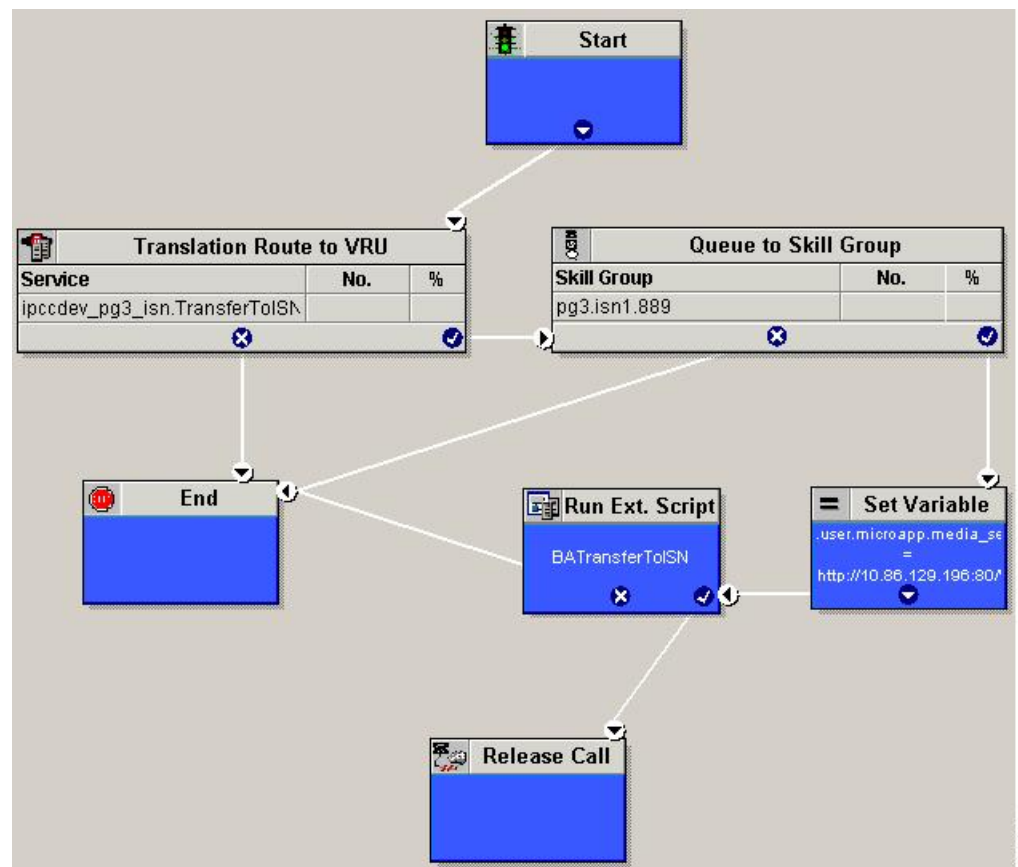 Start
Translation Route to VRU
Service No. %
ipccdev_pg3_isn.TransferToISN
Queue to Skill Group
Skill Group No. %
pg3.isn1.889
End
Run Ext. Script
BATransferToISN
Set Variable
.user.microapp.media_se
=
http://10.86.129.196:80/
Release Call